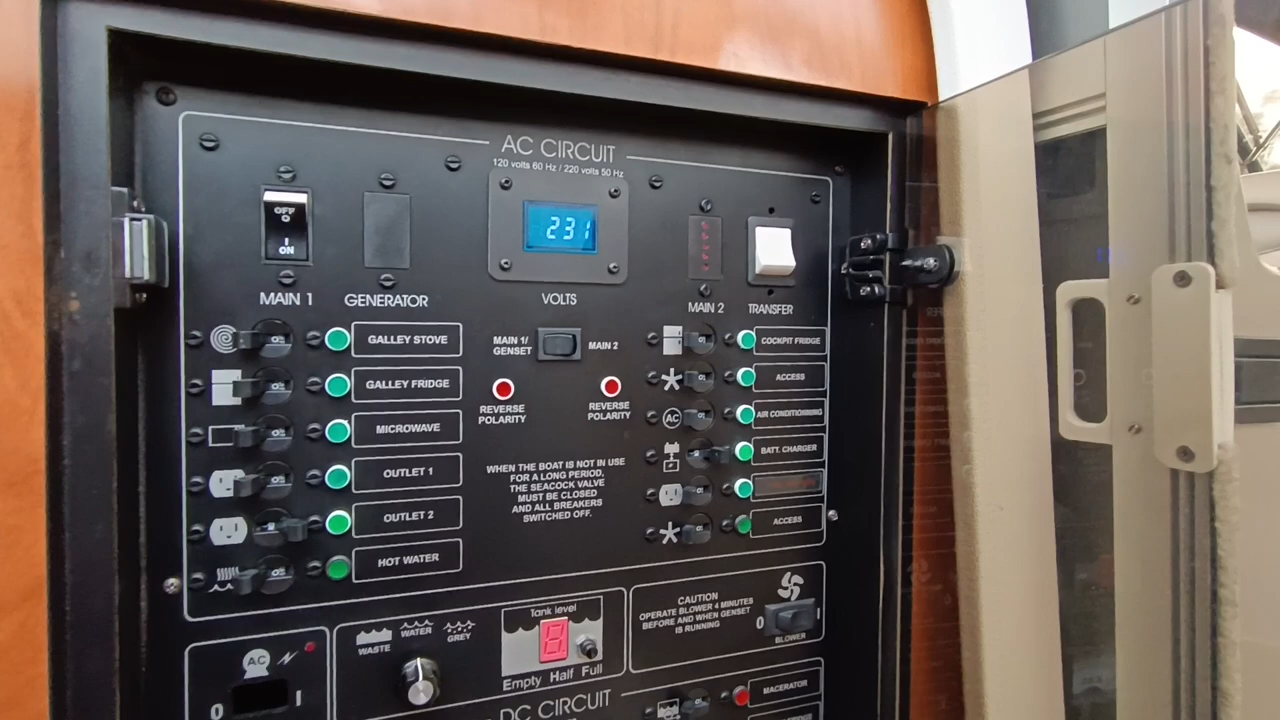 AC CIRCUIT
120 volts 60 Hz / 220 volts 50 Hz
OFF
O
I
ON
231
MAIN 1
GENERATOR
VOLTS
MAIN 2
TRANSFER
GALLEY STOVE
GALLEY FRIDGE
MICROWAVE
OUTLET 1
OUTLET 2
HOT WATER
MAIN 1/
GENSET
MAIN 2
REVERSE
POLARITY
REVERSE
POLARITY
WHEN THE BOAT IS NOT IN USE
FOR A LONG PERIOD,
THE SEACOCK VALVE
MUST BE CLOSED
AND ALL BREAKERS
SWITCHED OFF.
COCKPIT FRIDGE
ACCESS
AC
AIR CONDITIONNING
BATT. CHARGER
ACCESS
AC
0
I
WASTE
WATER
GREY
Tank level
Empty Half Full
CAUTION
OPERATE BLOWER 4 MINUTES
BEFORE AND WHEN GENSET
IS RUNNING
0
I
BLOWER
DC CIRCUIT
MACERATOR